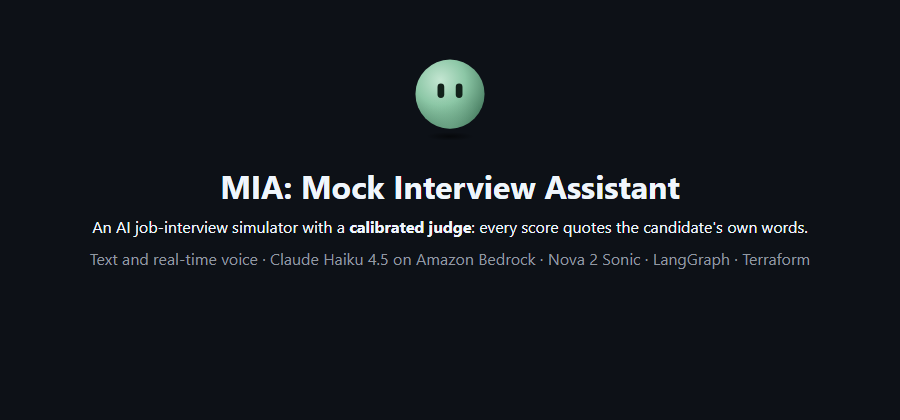 MIA: Mock Interview Assistant
An AI job-interview simulator with a calibrated judge: every score quotes the candidate's own words.
Text and real-time voice · Claude Haiku 4.5 on Amazon Bedrock · Nova 2 Sonic · LangGraph · Terraform